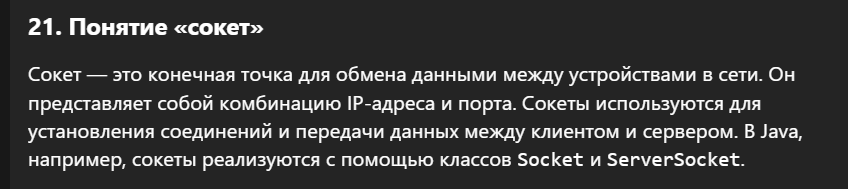 21. Понятие «сокет»
Сокет — это конечная точка для обмена данными между устройствами в сети. Он
представляет собой комбинацию IP-адреса и порта. Сокеты используются для
установления соединений и передачи данных между клиентом и сервером. В Java,
например, сокеты реализуются с помощью классов Socket и ServerSocket.